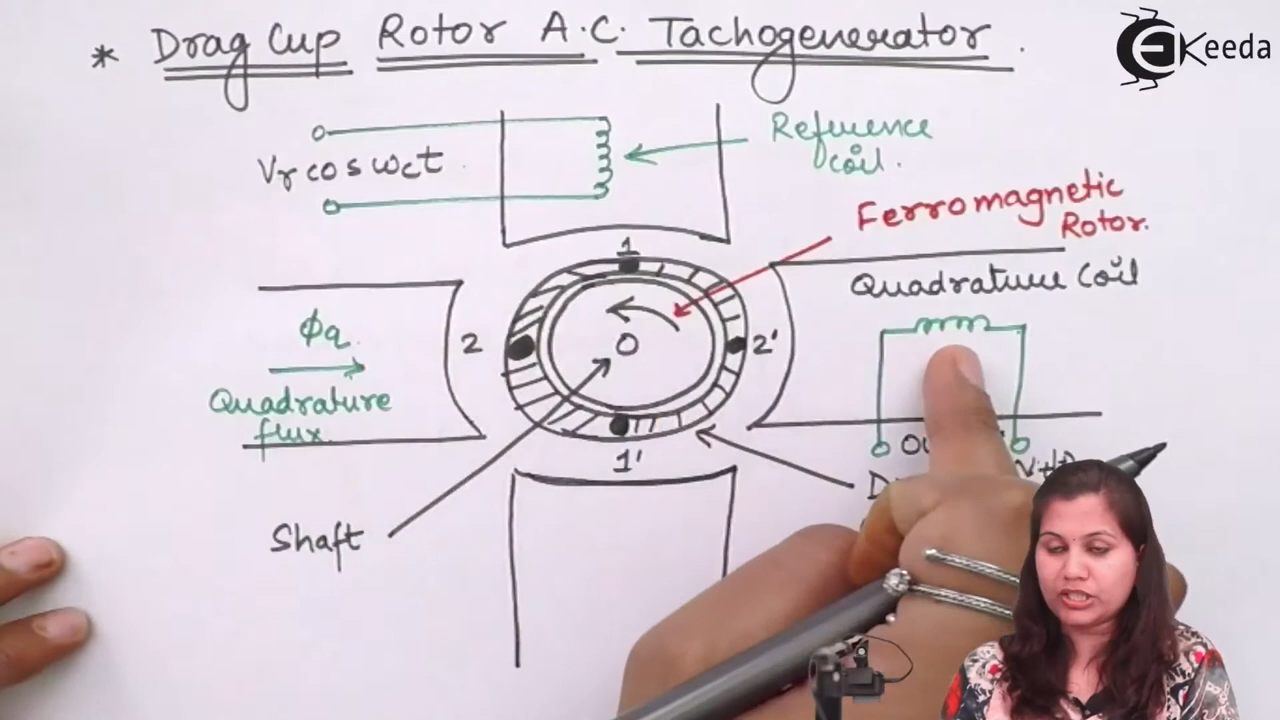 * Drag Cup Rotor A.C. Tachogenerator.
EKeeda
Vr cos ωct
Reference
coil.
Ferromagnetic
Rotor.
1
Quadrature Coil
Φq
2
2'
Quadrature
flux.
1'
Shaft